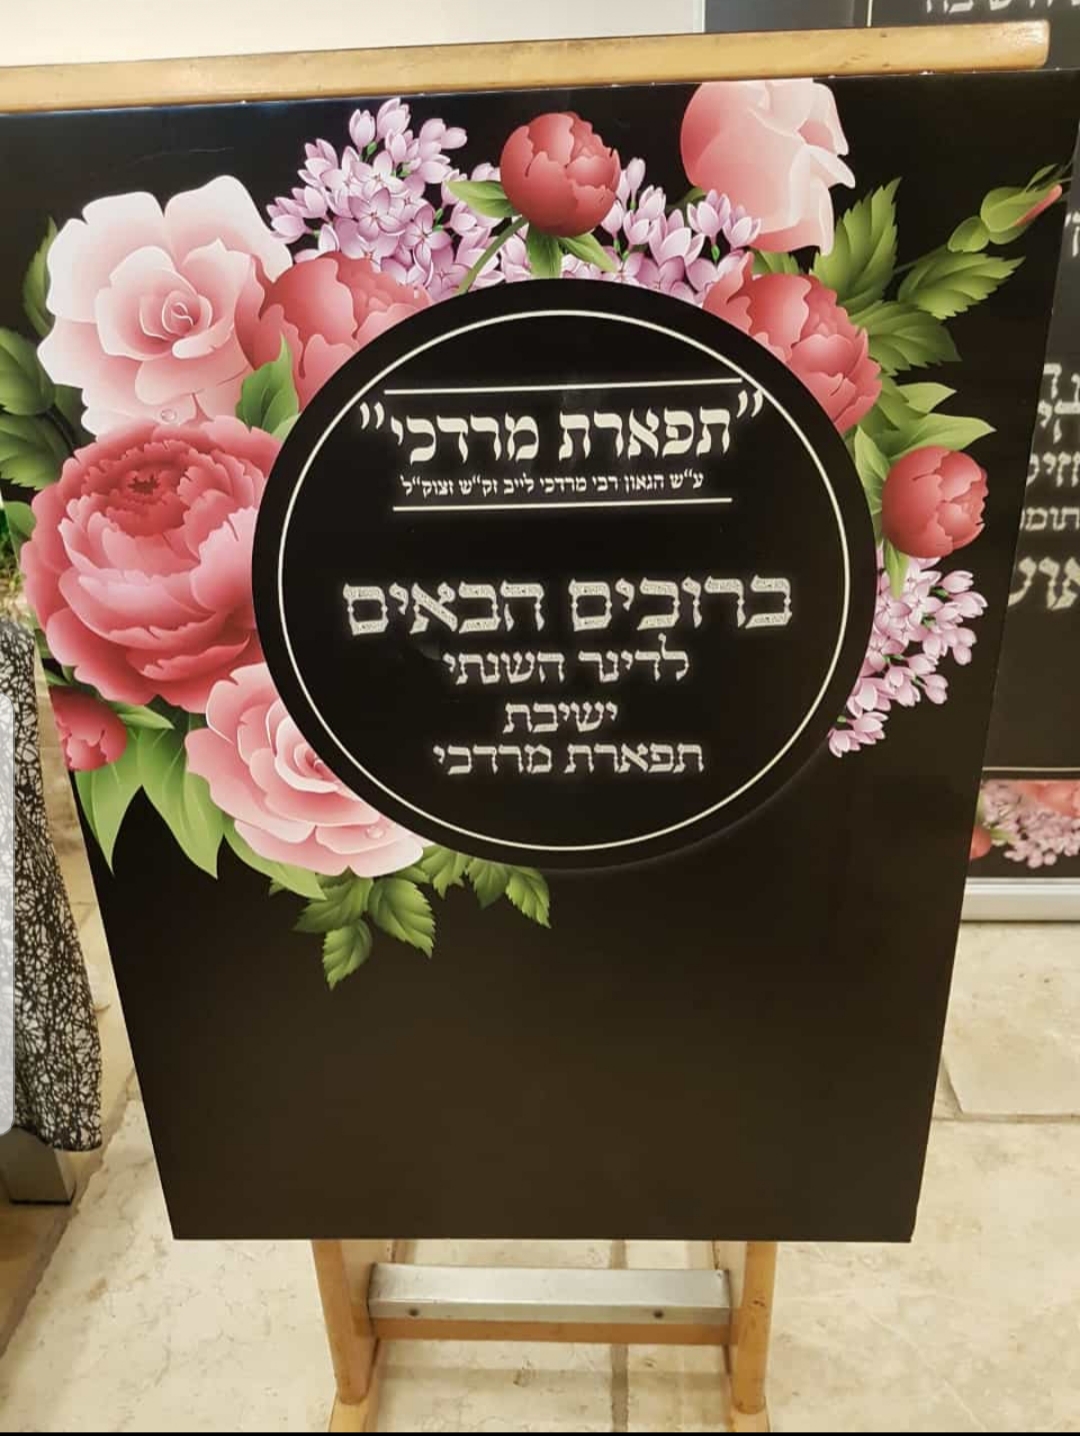 "תפארת מרדכי"
ע"ש הגאון רבי מרדכי לייב זק"ש זצוק"ל
ברוכים הבאים
לדינר השנתי
ישיבת
תפארת מרדכי